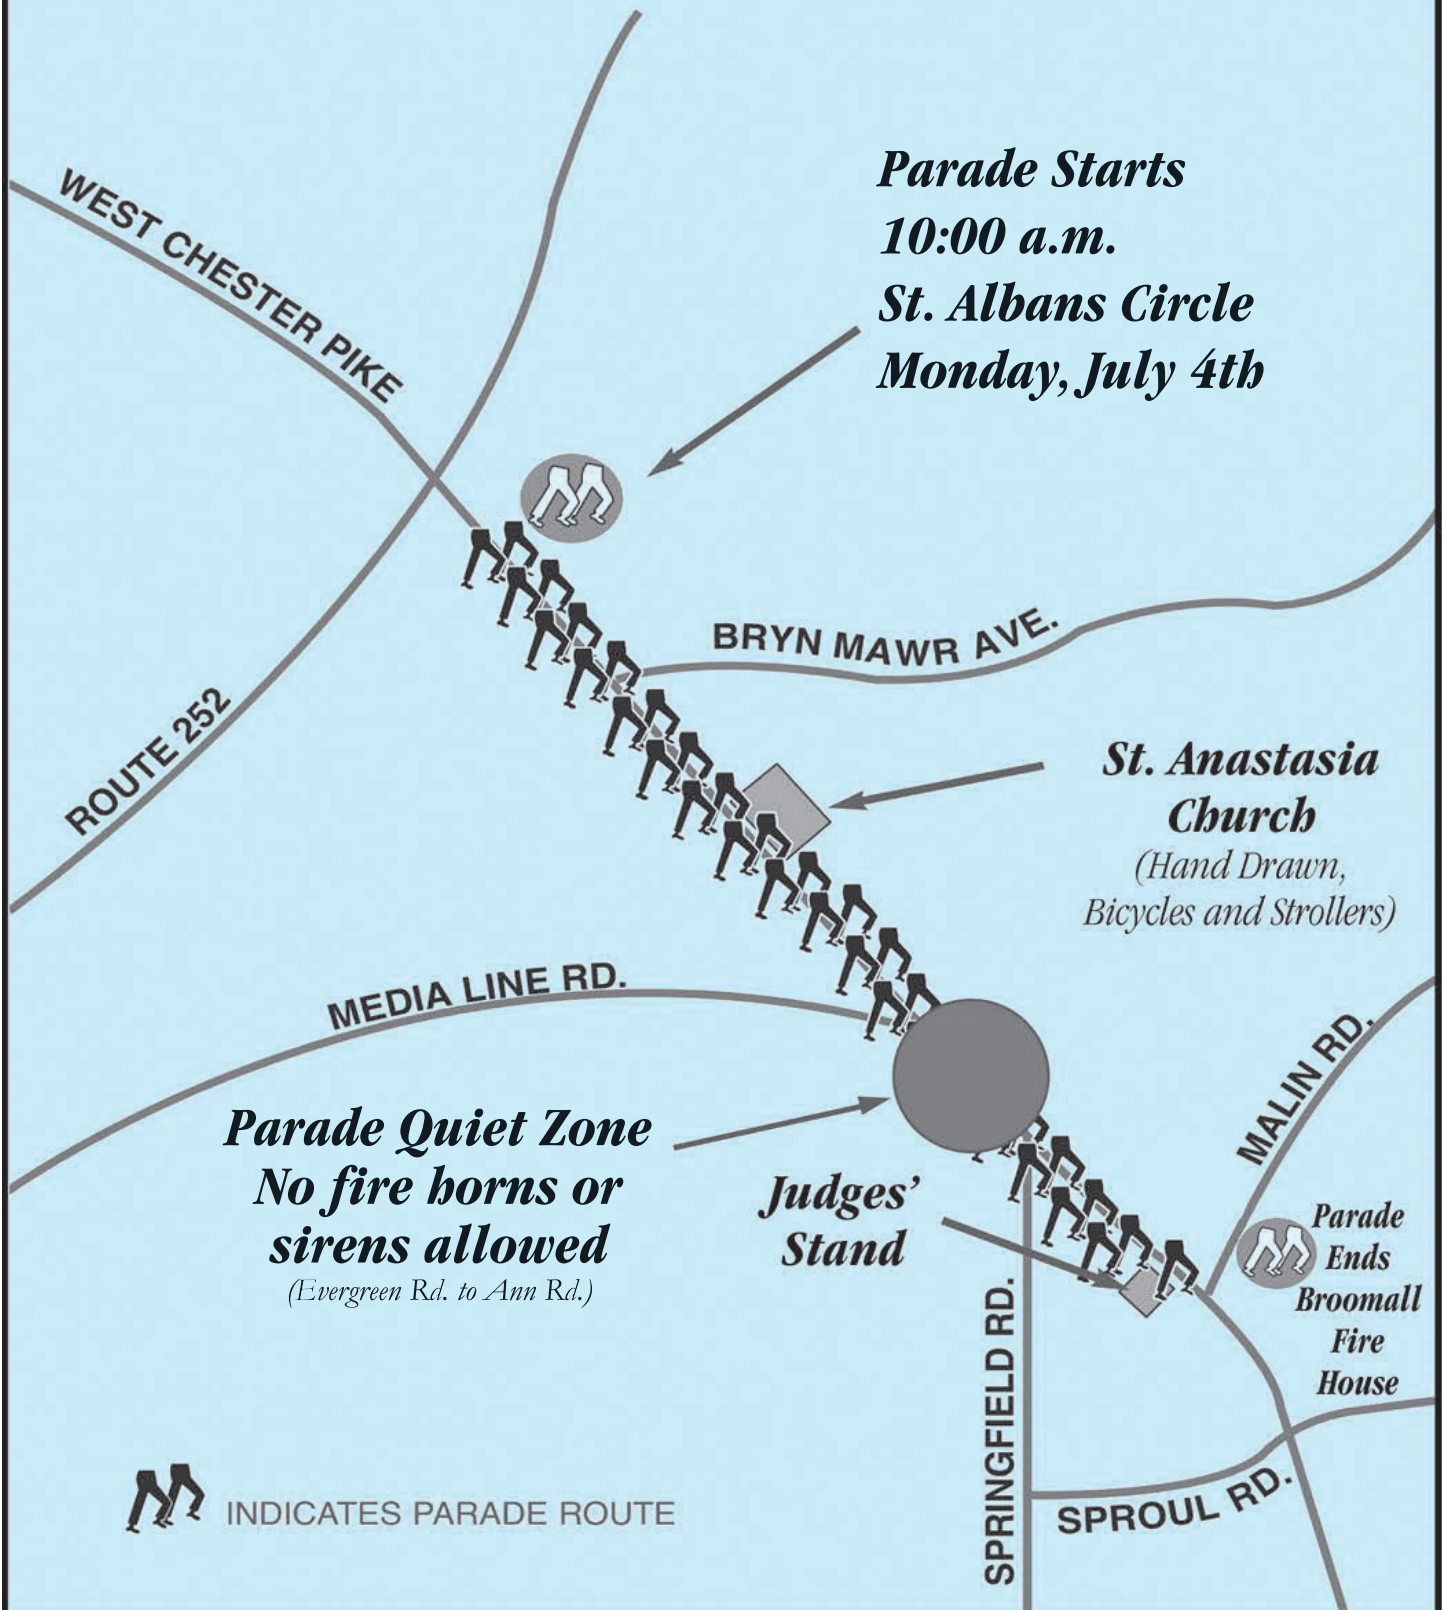 WEST CHESTER PIKE
Parade Starts
10:00 a.m.
St. Albans Circle
Monday, July 4th
BRYN MAWR AVE.
ROUTE 252
St. Anastasia
Church
(Hand Drawn,
Bicycles and Strollers)
MEDIA LINE RD.
MALIN RD.
Parade Quiet Zone
No fire horns or
sirens allowed
(Evergreen Rd. to Ann Rd.)
Judges’
Stand
Parade
Ends
Broomall
Fire
House
SPRINGFIELD RD.
SPROUL RD.
INDICATES PARADE ROUTE